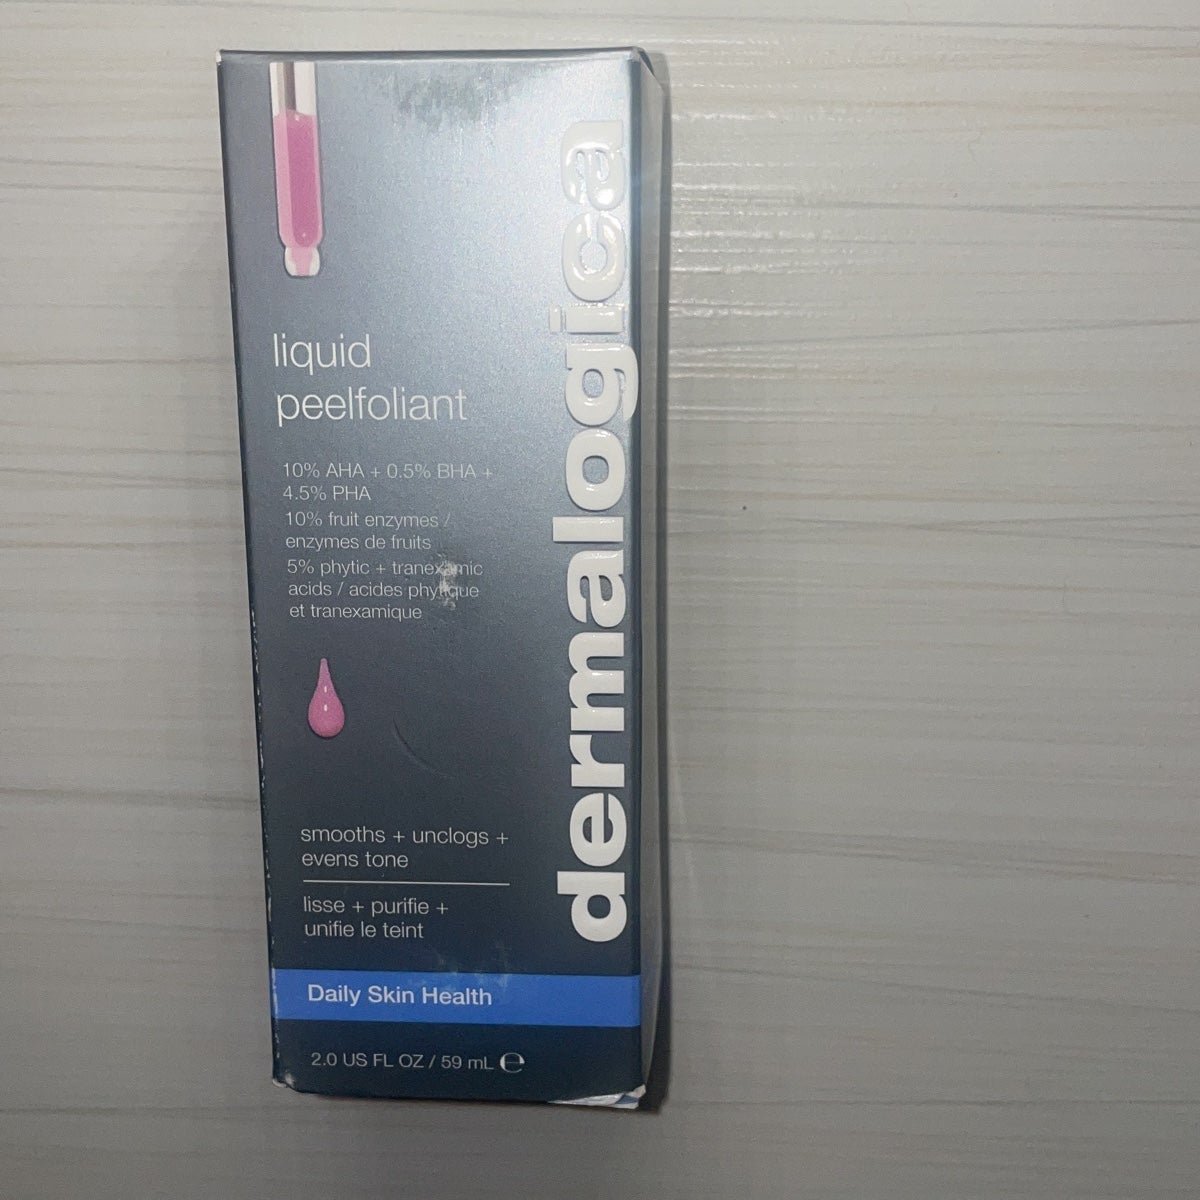 liquid
peelfoliant
10% AHA + 0.5% BHA +
4.5% PHA
10% fruit enzymes /
enzymes de fruits
5% phytic + tranexamic
acids / acides phytique
et tranexamique
smooths + unclogs +
evens tone
lisse + purifie +
unifie le teint
Daily Skin Health
2.0 US FL OZ / 59 mL ℮
dermalogica